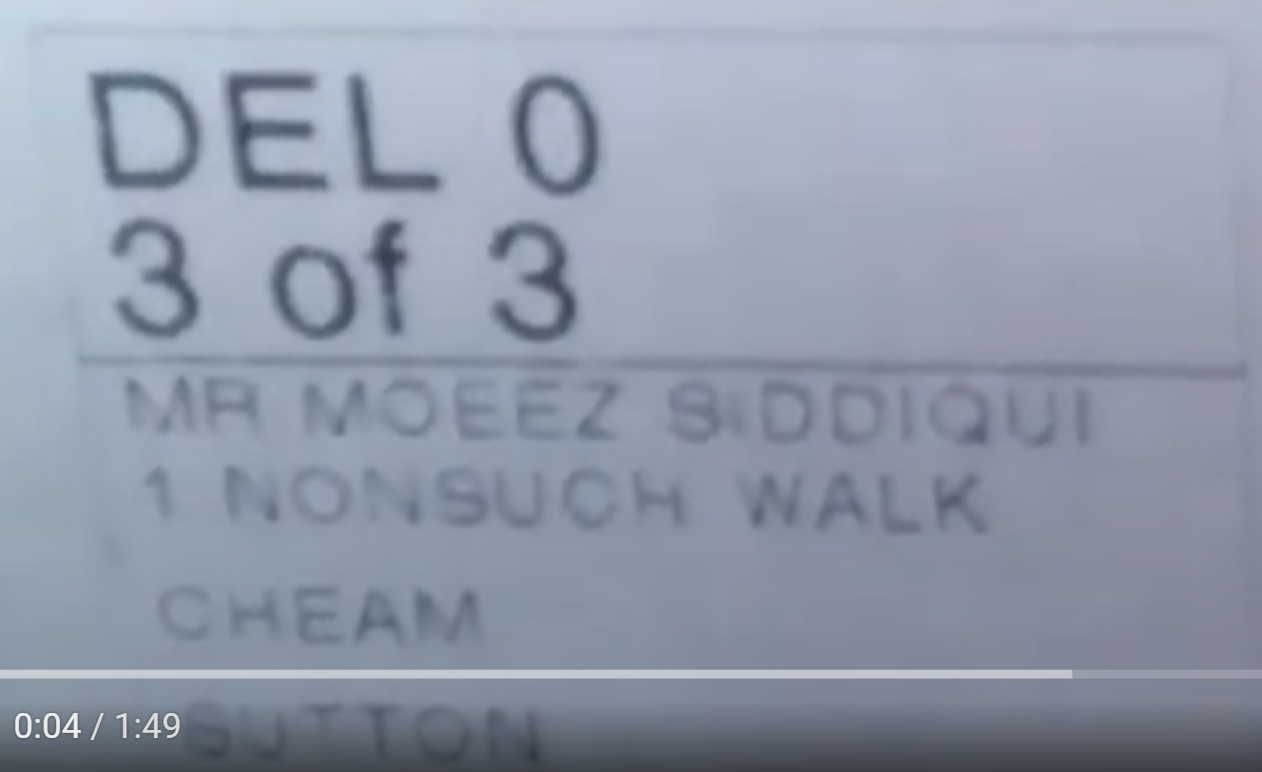 DEL 0
3 of 3
MR MOEEZ SIDDIQUI
1 NONSUCH WALK
CHEAM
SUTTON
0:04 / 1:49